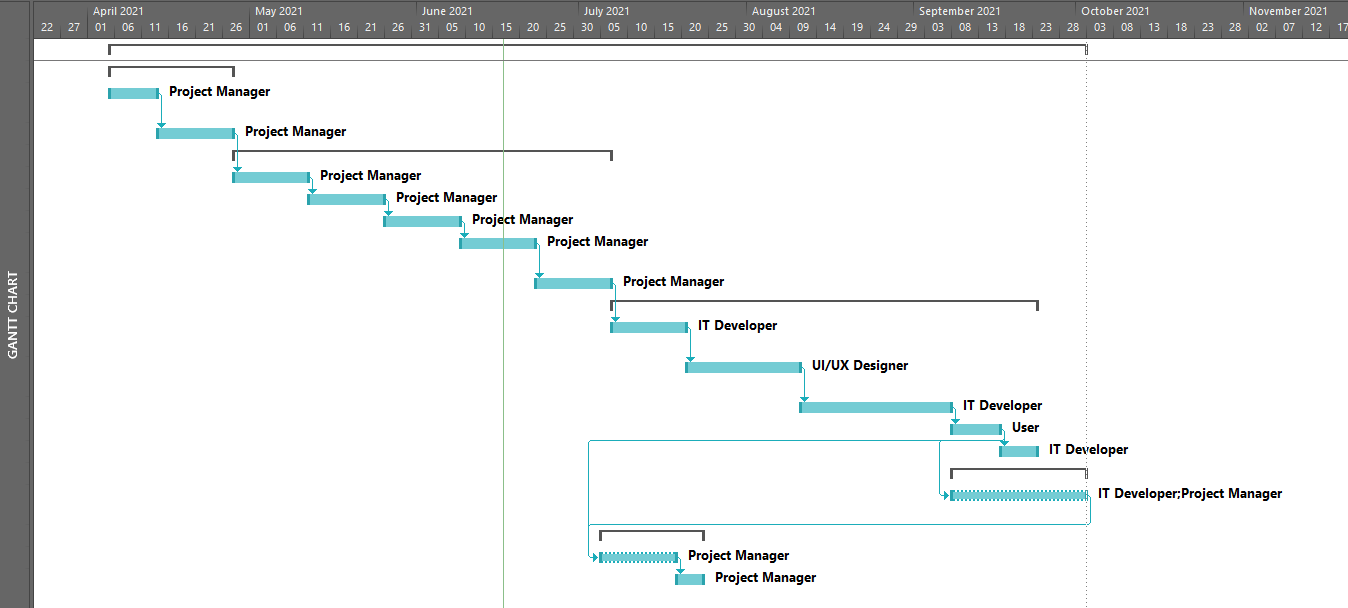 April 2021 May 2021 June 2021 July 2021 August 2021 September 2021 October 2021 November 2021
22 27 01 06 11 16 21 26 01 06 11 16 21 26 31 05 10 15 20 25 30 05 10 15 20 25 30 04 09 14 19 24 29 03 08 13 18 23 28 03 08 13 18 23 28 02 07 12 17
GANTT CHART
Project Manager
Project Manager
Project Manager
Project Manager
Project Manager
Project Manager
Project Manager
IT Developer
UI/UX Designer
IT Developer
User
IT Developer
IT Developer;Project Manager
Project Manager
Project Manager